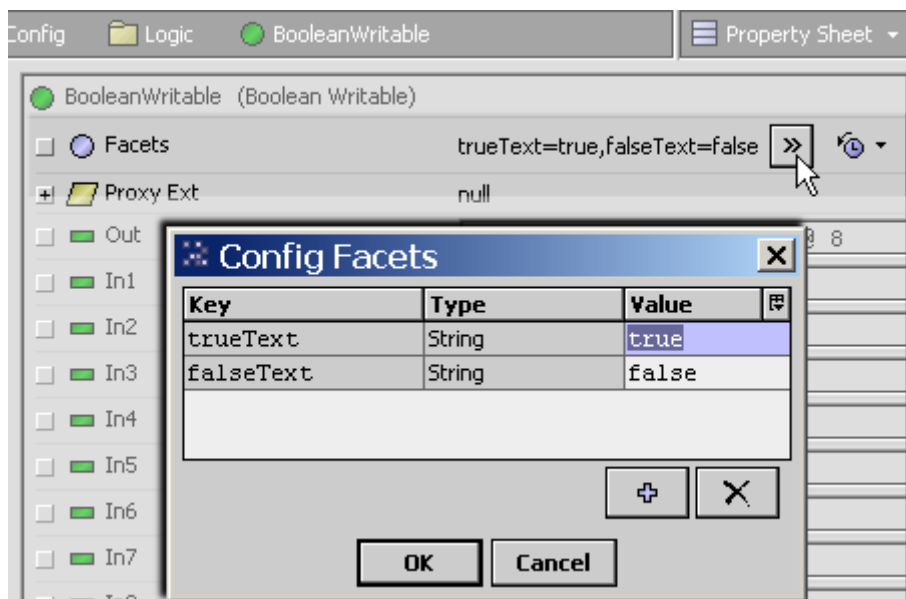 Config Logic BooleanWritable Property Sheet
BooleanWritable (Boolean Writable)
Facets trueText=true,falseText=false
Proxy Ext null
Out @ 8
Config Facets
In1
Key Type Value
In2
trueText String true
In3
falseText String false
In4
In5
In6
In7
OK Cancel